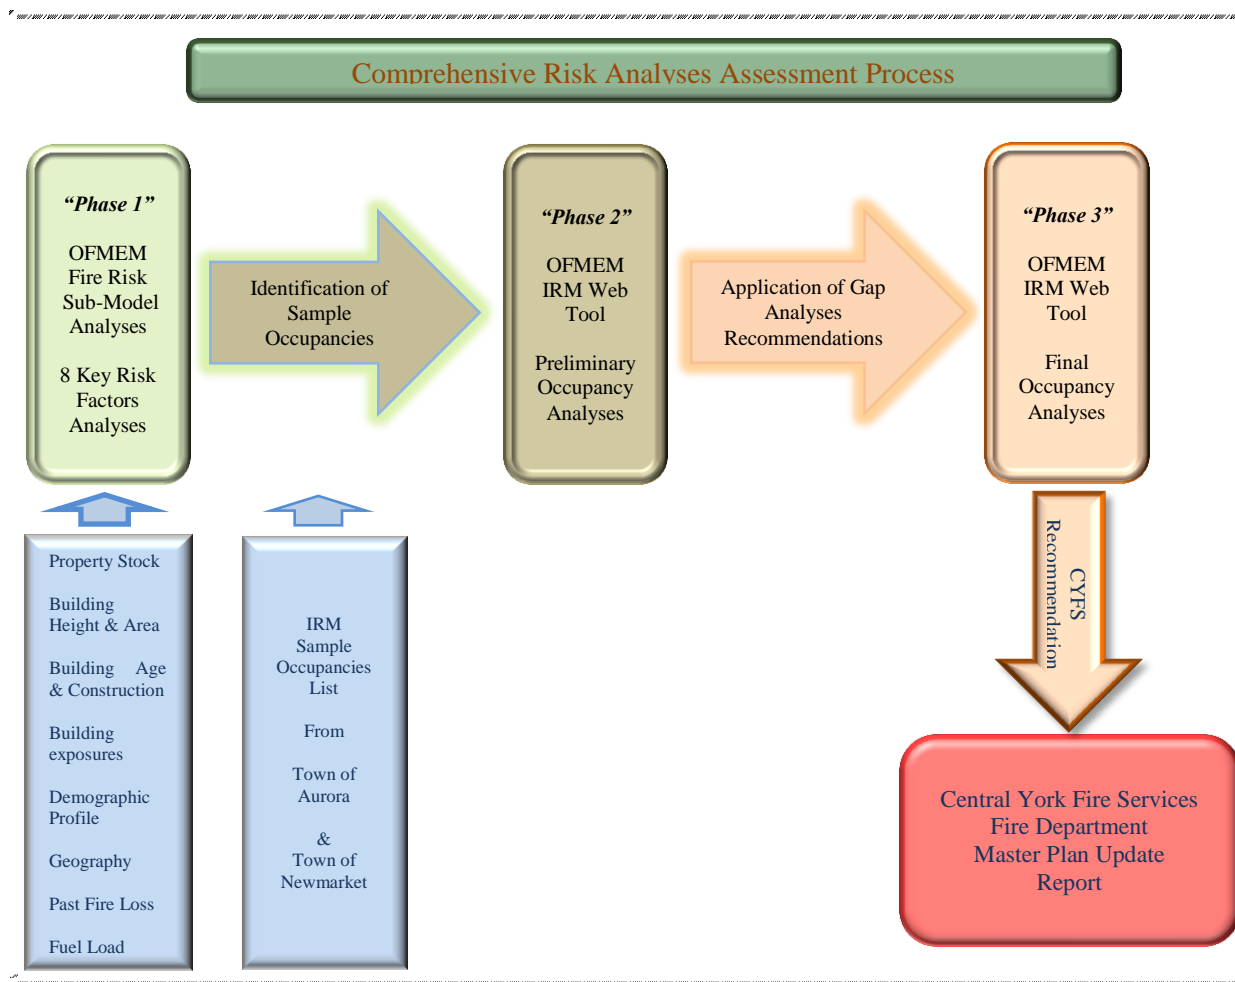 Comprehensive Risk Analyses Assessment Process
“Phase 1”
OFMEM
Fire Risk
Sub-Model
Analyses
8 Key Risk
Factors
Analyses
Identification of
Sample
Occupancies
“Phase 2”
OFMEM
IRM Web
Tool
Preliminary
Occupancy
Analyses
Application of Gap
Analyses
Recommendations
“Phase 3”
OFMEM
IRM Web
Tool
Final
Occupancy
Analyses
Property Stock
Building
Height & Area
Building Age
& Construction
Building
exposures
Demographic
Profile
Geography
Past Fire Loss
Fuel Load
IRM
Sample
Occupancies
List
From
Town of
Aurora
&
Town of
Newmarket
CYFS
Recommendation
Central York Fire Services
Fire Department
Master Plan Update
Report